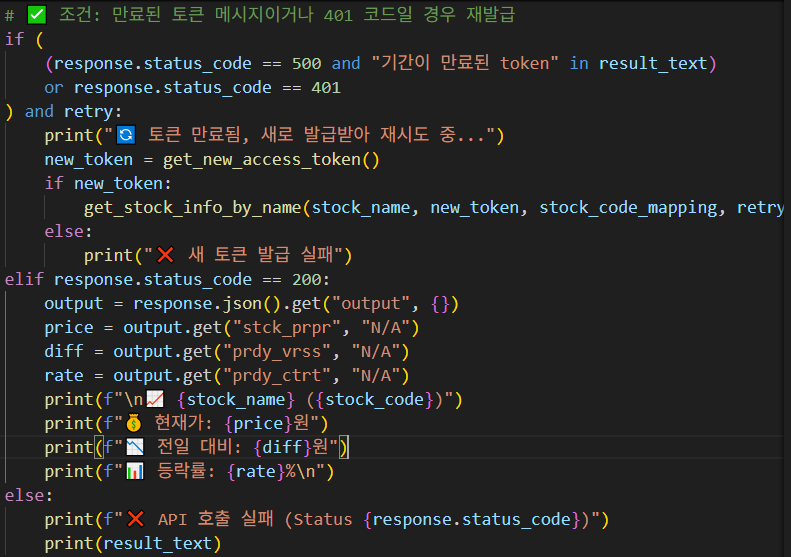 # ✅ 조건: 만료된 토큰 메시지이거나 401 코드일 경우 재발급
if (
    (response.status_code == 500 and "기간이 만료된 token" in result_text)
    or response.status_code == 401
) and retry:
    print("🔄 토큰 만료됨, 새로 발급받아 재시도 중...")
    new_token = get_new_access_token()
    if new_token:
        get_stock_info_by_name(stock_name, new_token, stock_code_mapping, retry
    else:
        print("❌ 새 토큰 발급 실패")
elif response.status_code == 200:
    output = response.json().get("output", {})
    price = output.get("stck_prpr", "N/A")
    diff = output.get("prdy_vrss", "N/A")
    rate = output.get("prdy_ctrt", "N/A")
    print(f"\n📈 {stock_name} ({stock_code})")
    print(f"💰 현재가: {price}원")
    print(f"📉 전일 대비: {diff}원")
    print(f"📊 등락률: {rate}%\n")
else:
    print(f"❌ API 호출 실패 (Status {response.status_code})")
    print(result_text)